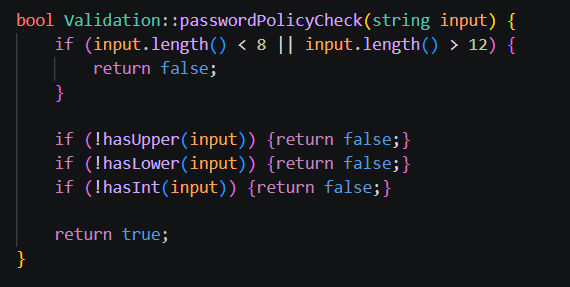 bool Validation::passwordPolicyCheck(string input) {
    if (input.length() < 8 || input.length() > 12) {
        return false;
    }

    if (!hasUpper(input)) {return false;}
    if (!hasLower(input)) {return false;}
    if (!hasInt(input)) {return false;}

    return true;
}